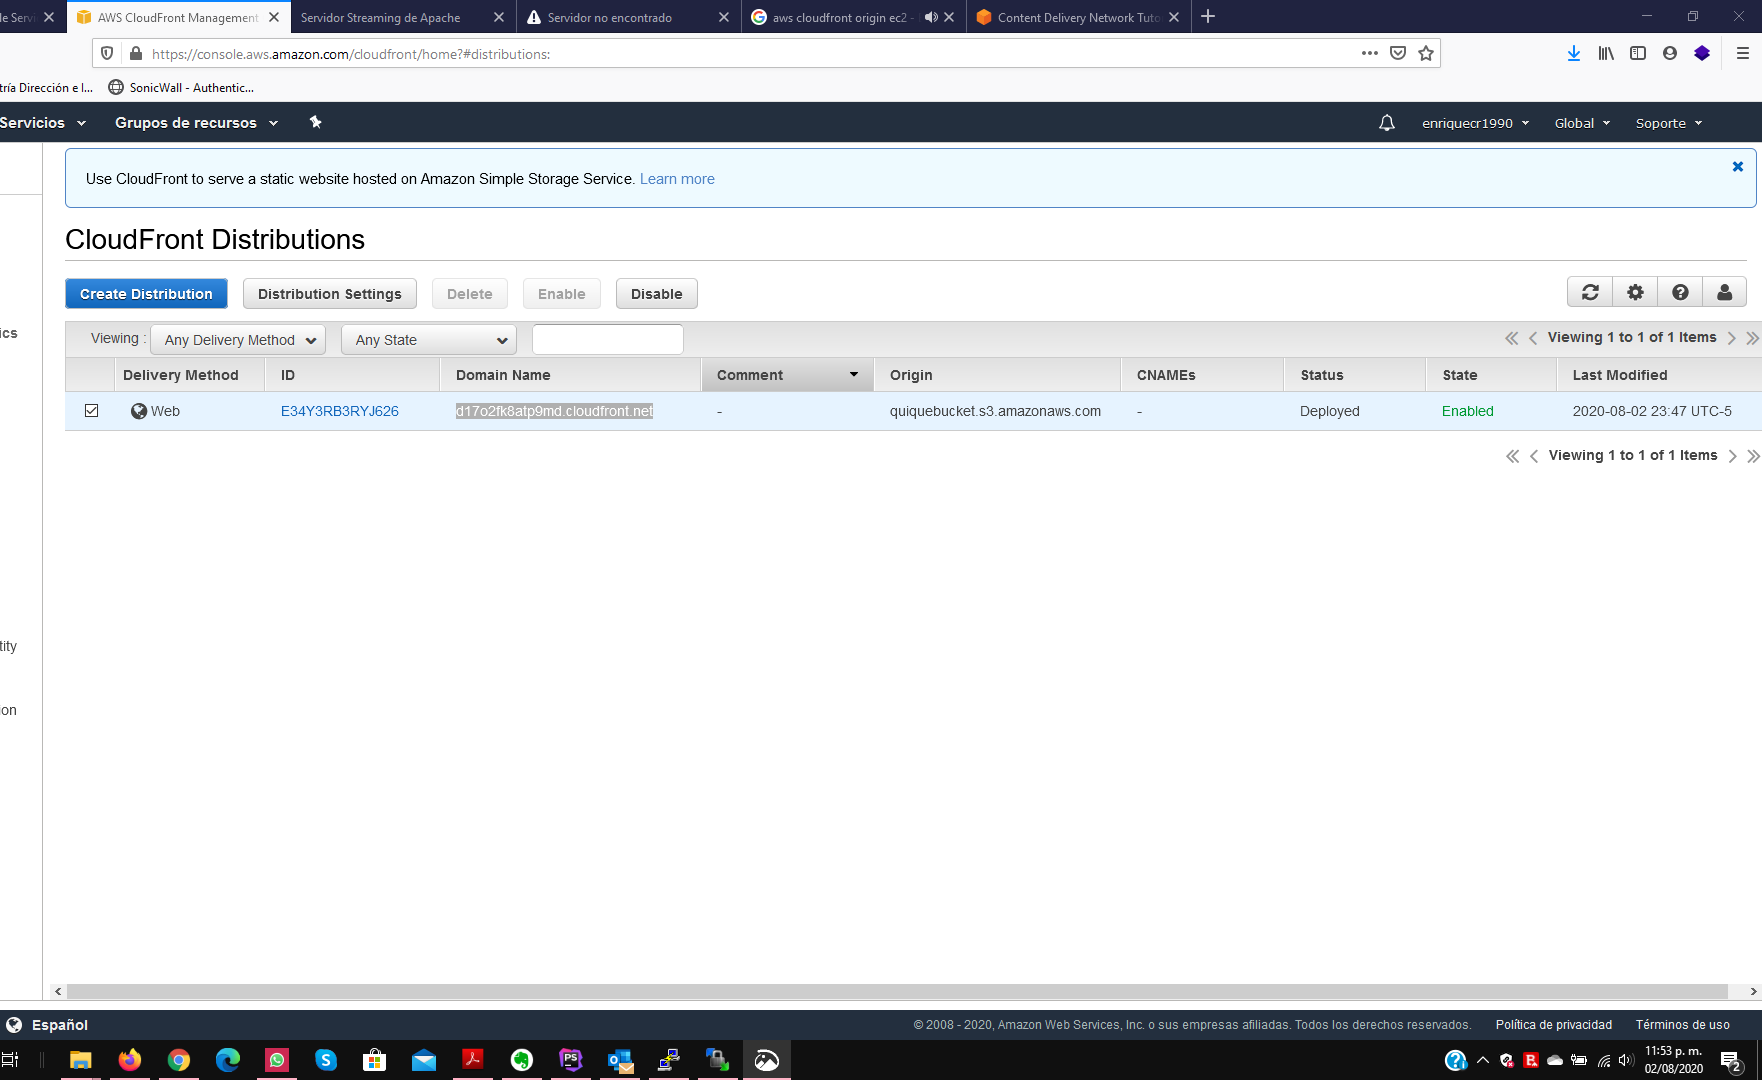 le Servi
AWS CloudFront Management
Servidor Streaming de Apache
Servidor no encontrado
aws cloudfront origin ec2 -
Content Delivery Network Tuto
https://console.aws.amazon.com/cloudfront/home?#distributions:
tría Dirección e I...
SonicWall - Authentic...
Servicios
Grupos de recursos
enriquecr1990
Global
Soporte
Use CloudFront to serve a static website hosted on Amazon Simple Storage Service. Learn more
CloudFront Distributions
Create Distribution
Distribution Settings
Delete
Enable
Disable
ics
Viewing :
Any Delivery Method
Any State
Viewing 1 to 1 of 1 Items
Delivery Method
ID
Domain Name
Comment
Origin
CNAMEs
Status
State
Last Modified
Web
E34Y3RB3RYJ626
d17o2fk8atp9md.cloudfront.net
-
quiquebucket.s3.amazonaws.com
-
Deployed
Enabled
2020-08-02 23:47 UTC-5
Viewing 1 to 1 of 1 Items
tity
ion
Español
© 2008 - 2020, Amazon Web Services, Inc. o sus empresas afiliadas. Todos los derechos reservados.
Política de privacidad
Términos de uso
11:53 p. m.
02/08/2020
2